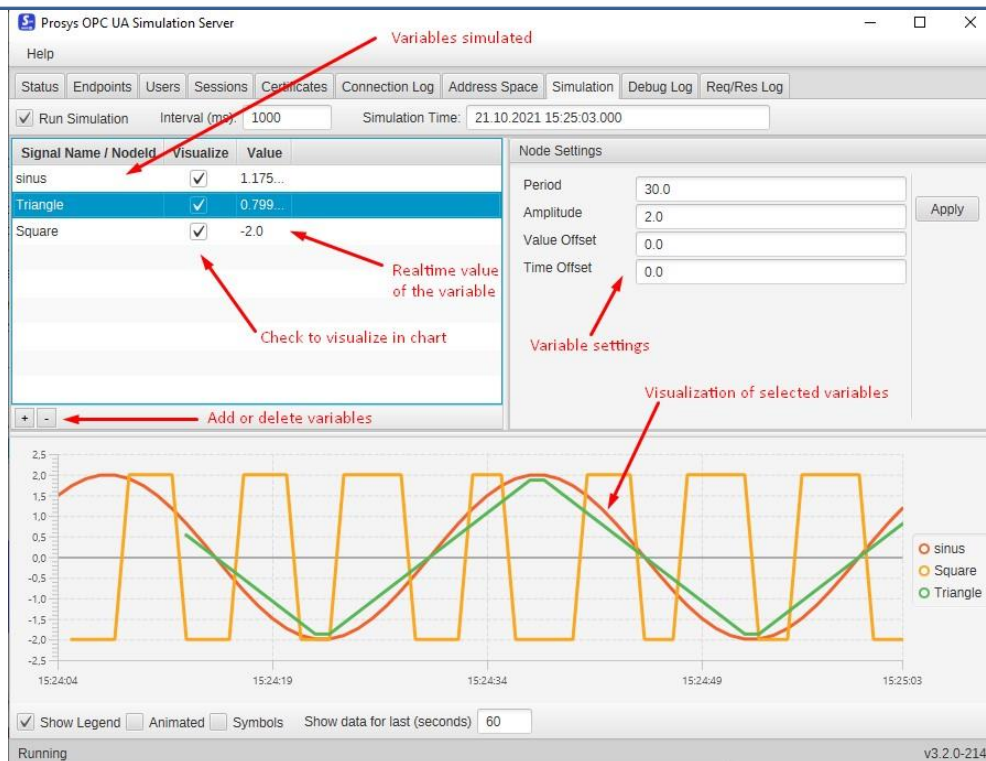 Prosys OPC UA Simulation Server
Variables simulated
Help
Status Endpoints Users Sessions Certificates Connection Log Address Space Simulation Debug Log Req/Res Log
Run Simulation Interval (ms): 1000 Simulation Time: 21.10.2021 15:25:03.000
Signal Name / NodeId Visualize Value
Node Settings
sinus 1.175...
Triangle 0.799...
Square -2.0
Period 30.0
Amplitude 2.0
Value Offset 0.0
Time Offset 0.0
Apply
Realtime value
of the variable
Check to visualize in chart
Variable settings
Visualization of selected variables
+ - Add or delete variables
2,5
2,0
1,5
1,0
0,5
0,0
-0,5
-1,0
-1,5
-2,0
-2,5
15:24:04 15:24:19 15:24:34 15:24:49 15:25:03
sinus
Square
Triangle
Show Legend Animated Symbols Show data for last (seconds) 60
Running v3.2.0-214